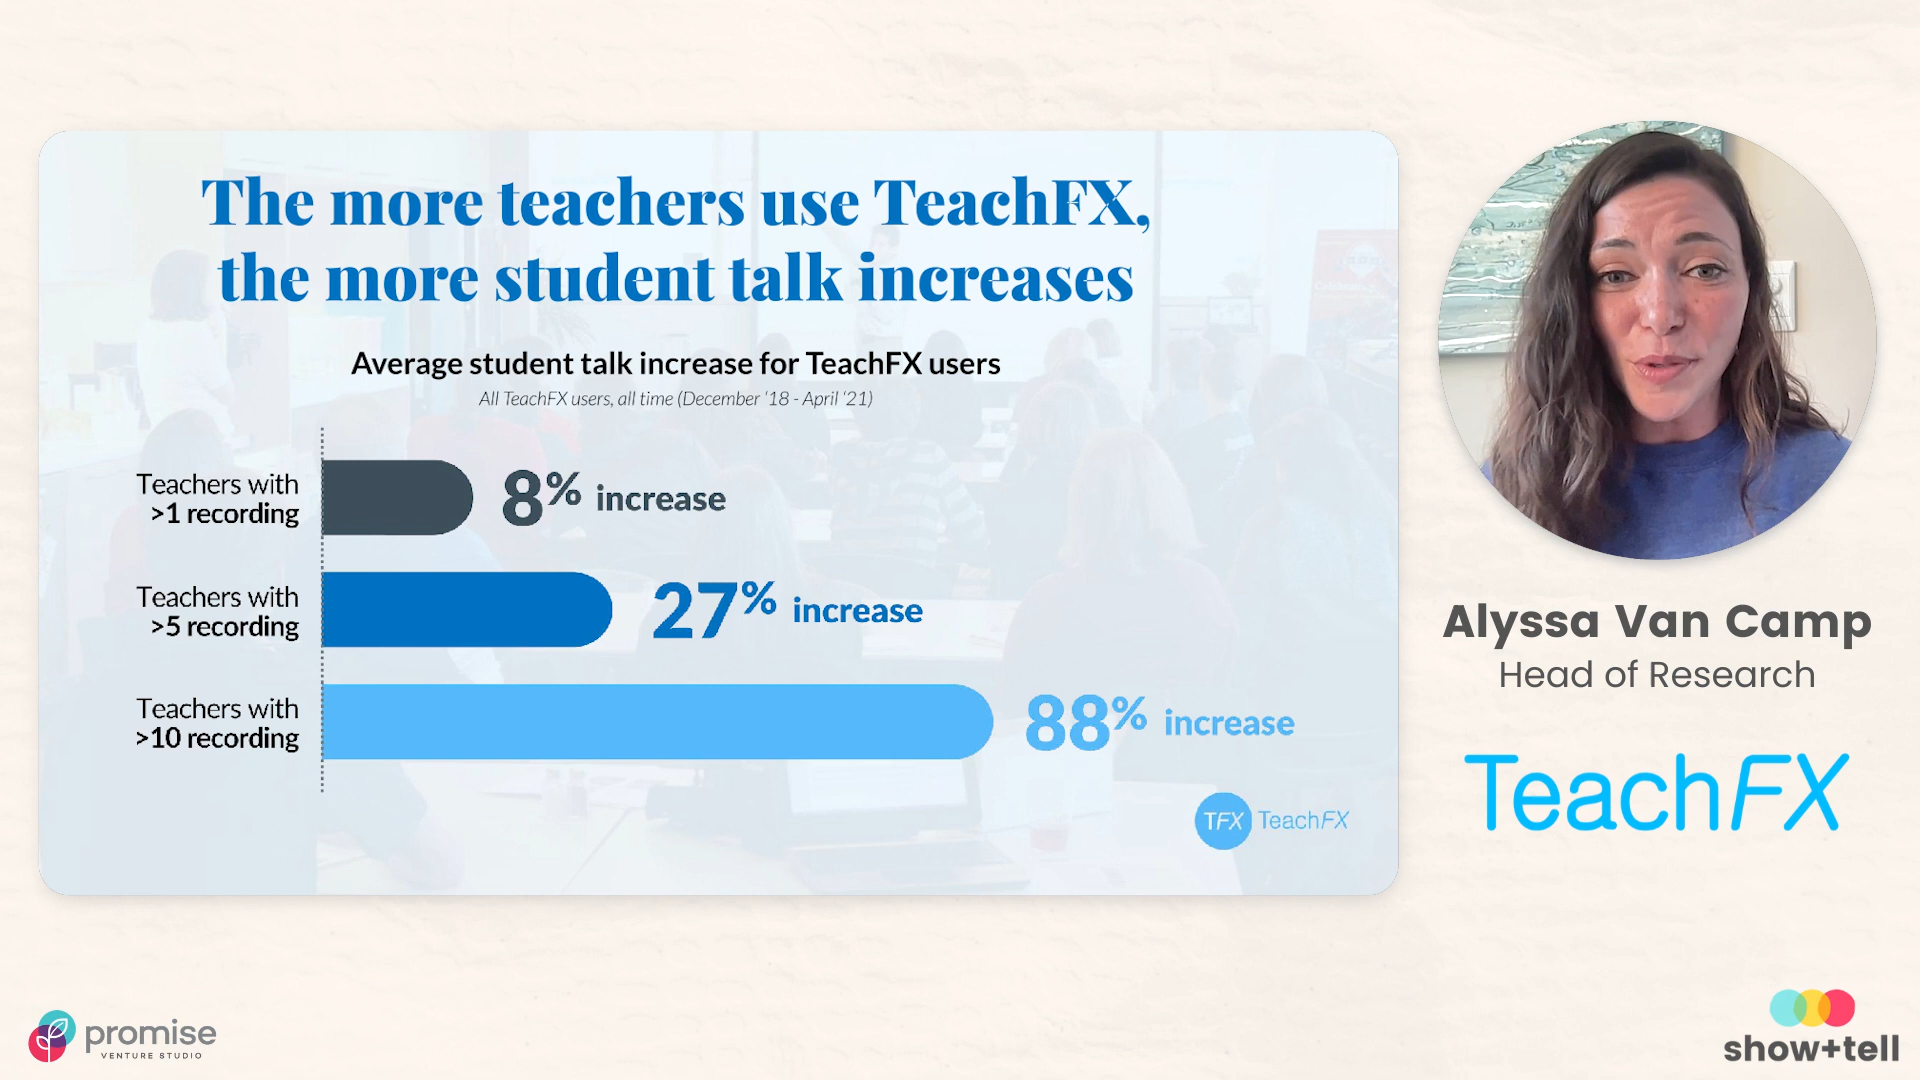 The more teachers use TeachFX,
the more student talk increases
Average student talk increase for TeachFX users
All TeachFX users, all time (December '18 - April '21)
Teachers with
>1 recording
8% increase
Teachers with
>5 recording
27% increase
Teachers with
>10 recording
88% increase
TFX TeachFX
Alyssa Van Camp
Head of Research
TeachFX
promise
VENTURE STUDIO
show+tell